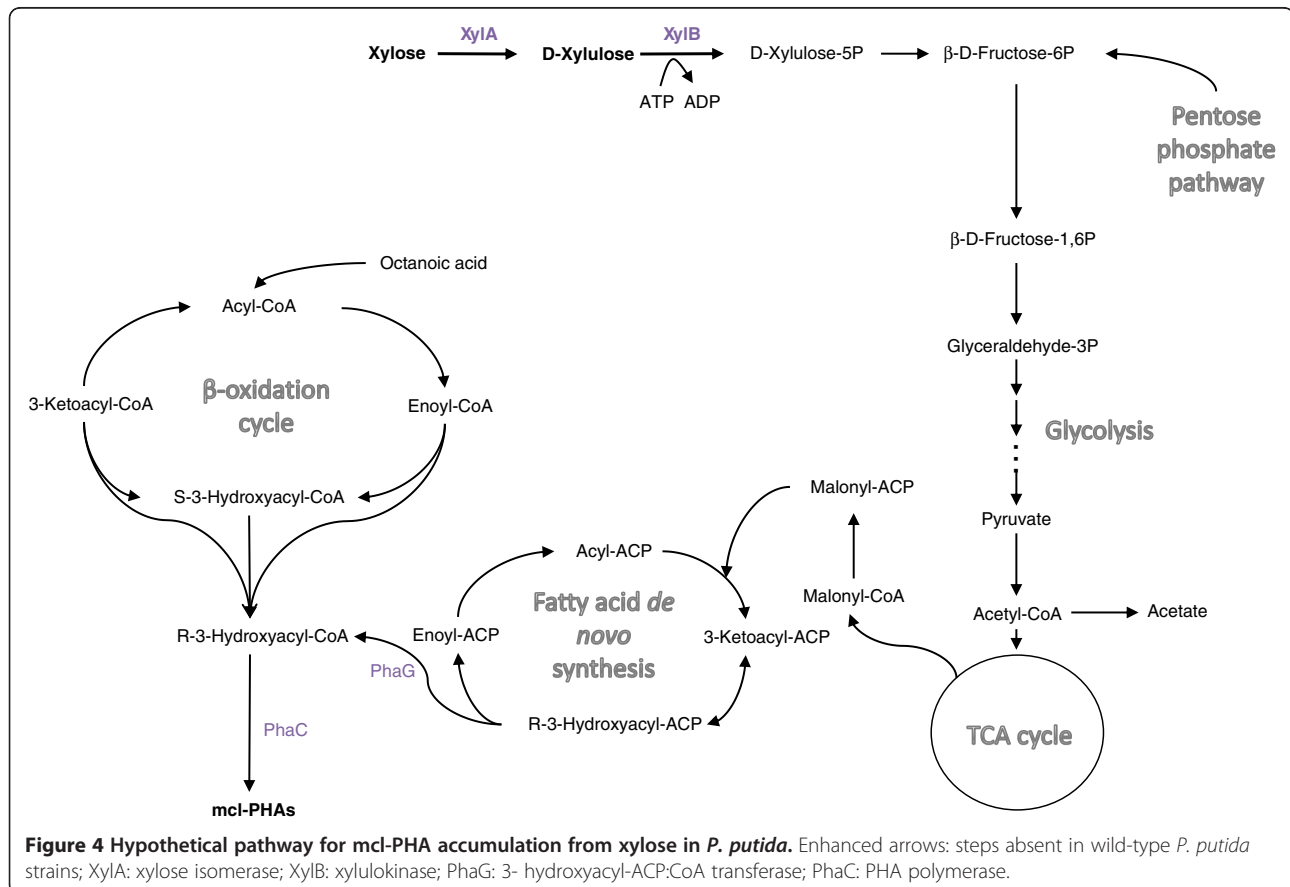 XylA
XylB
Xylose
D-Xylulose
D-Xylulose-5P
β-D-Fructose-6P
ATP ADP
Pentose
phosphate
pathway
β-D-Fructose-1,6P
Octanoic acid
Acyl-CoA
Glyceraldehyde-3P
3-Ketoacyl-CoA
β-oxidation
cycle
Enoyl-CoA
Glycolysis
S-3-Hydroxyacyl-CoA
Malonyl-ACP
Pyruvate
Acyl-ACP
Malonyl-CoA
Acetyl-CoA
Acetate
Fatty acid de
novo
synthesis
R-3-Hydroxyacyl-CoA
Enoyl-ACP
3-Ketoacyl-ACP
PhaG
R-3-Hydroxyacyl-ACP
PhaC
TCA cycle
mcl-PHAs
Figure 4 Hypothetical pathway for mcl-PHA accumulation from xylose in P. putida. Enhanced arrows: steps absent in wild-type P. putida
strains; XylA: xylose isomerase; XylB: xylulokinase; PhaG: 3- hydroxyacyl-ACP:CoA transferase; PhaC: PHA polymerase.